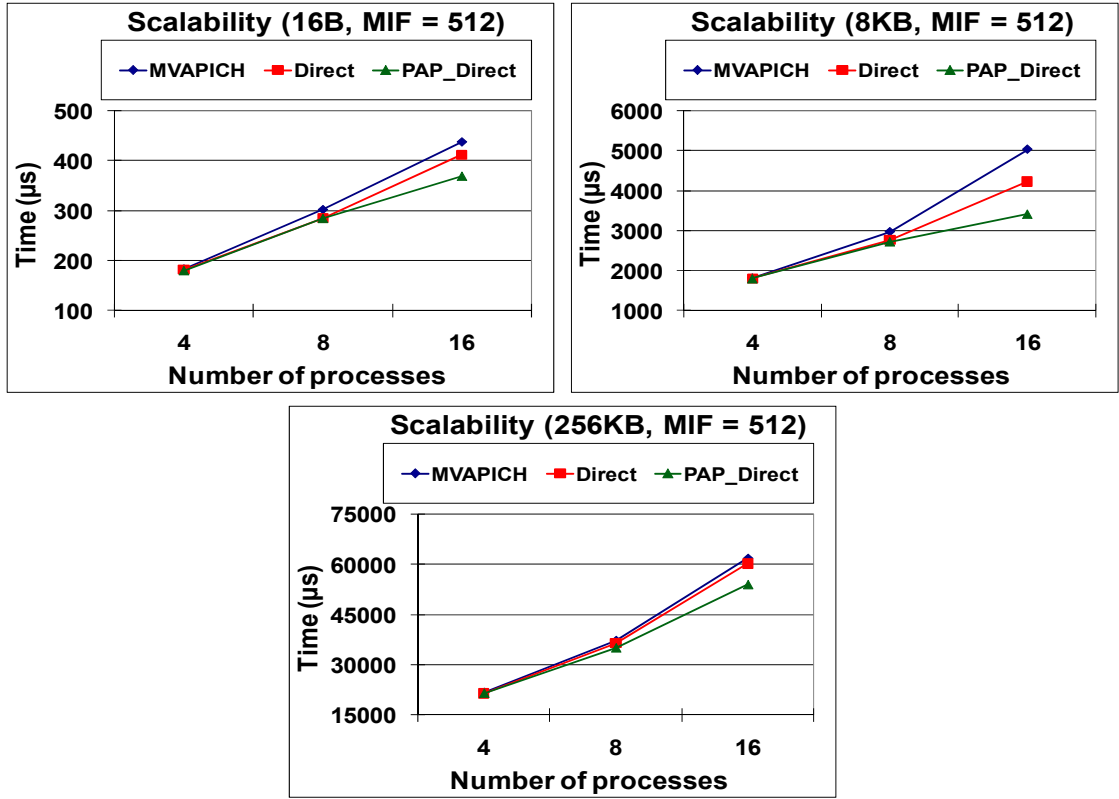 Scalability (16B, MIF = 512)
MVAPICH Direct PAP_Direct
500
400
300
200
100
Time (µs)
4 8 16
Number of processes
Scalability (8KB, MIF = 512)
MVAPICH Direct PAP_Direct
6000
5000
4000
3000
2000
1000
Time (µs)
4 8 16
Number of processes
Scalability (256KB, MIF = 512)
MVAPICH Direct PAP_Direct
75000
60000
45000
30000
15000
Time (µs)
4 8 16
Number of processes